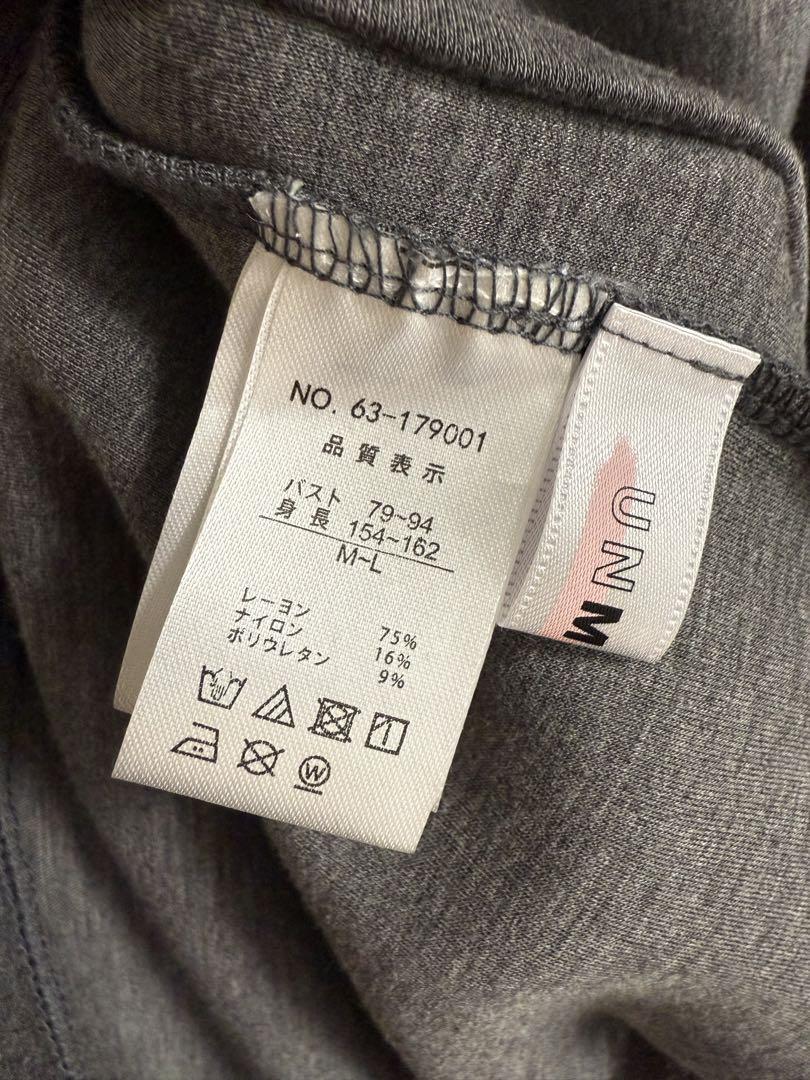 NO. 63-179001
品質表示
バスト 79~94
身長 154~162
M~L
レーヨン 75%
ナイロン 16%
ポリウレタン 9%
W
UNM